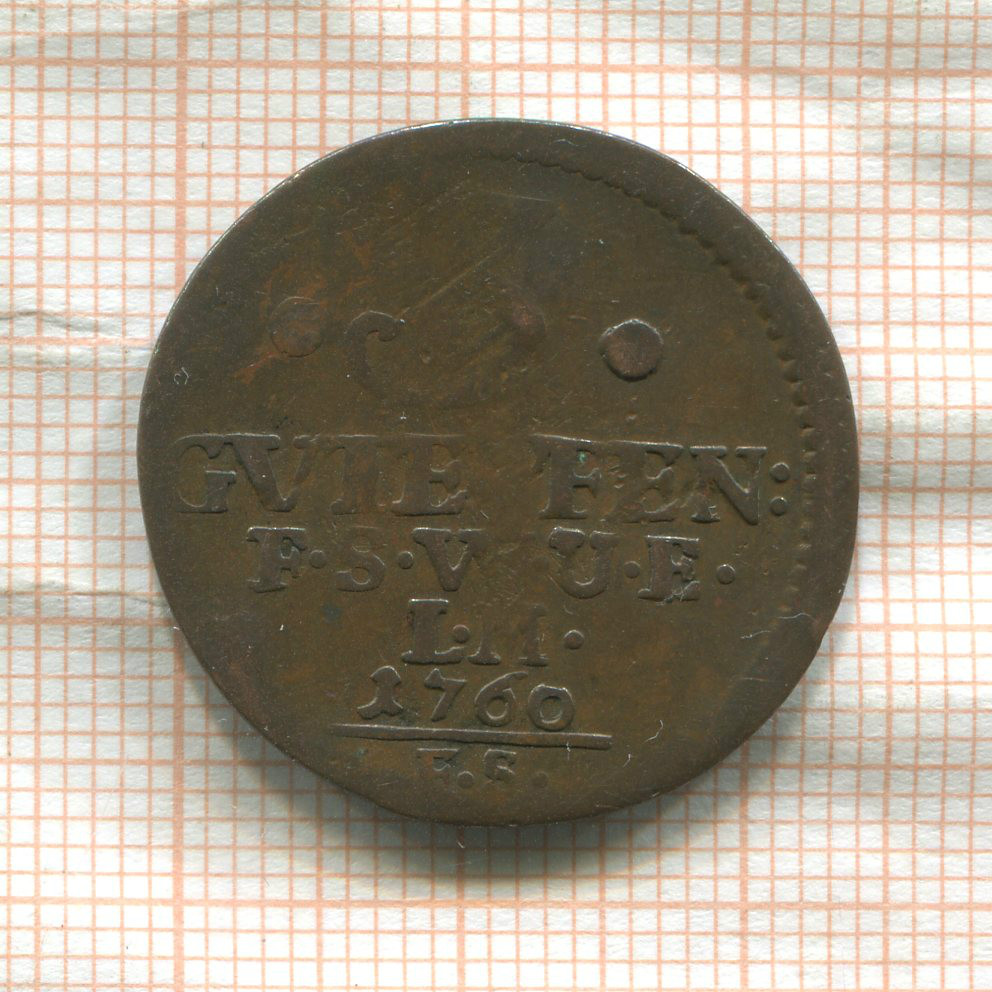 GVTE PFEN:
F·S·W·U·E·
L·M·
1760
F.S.